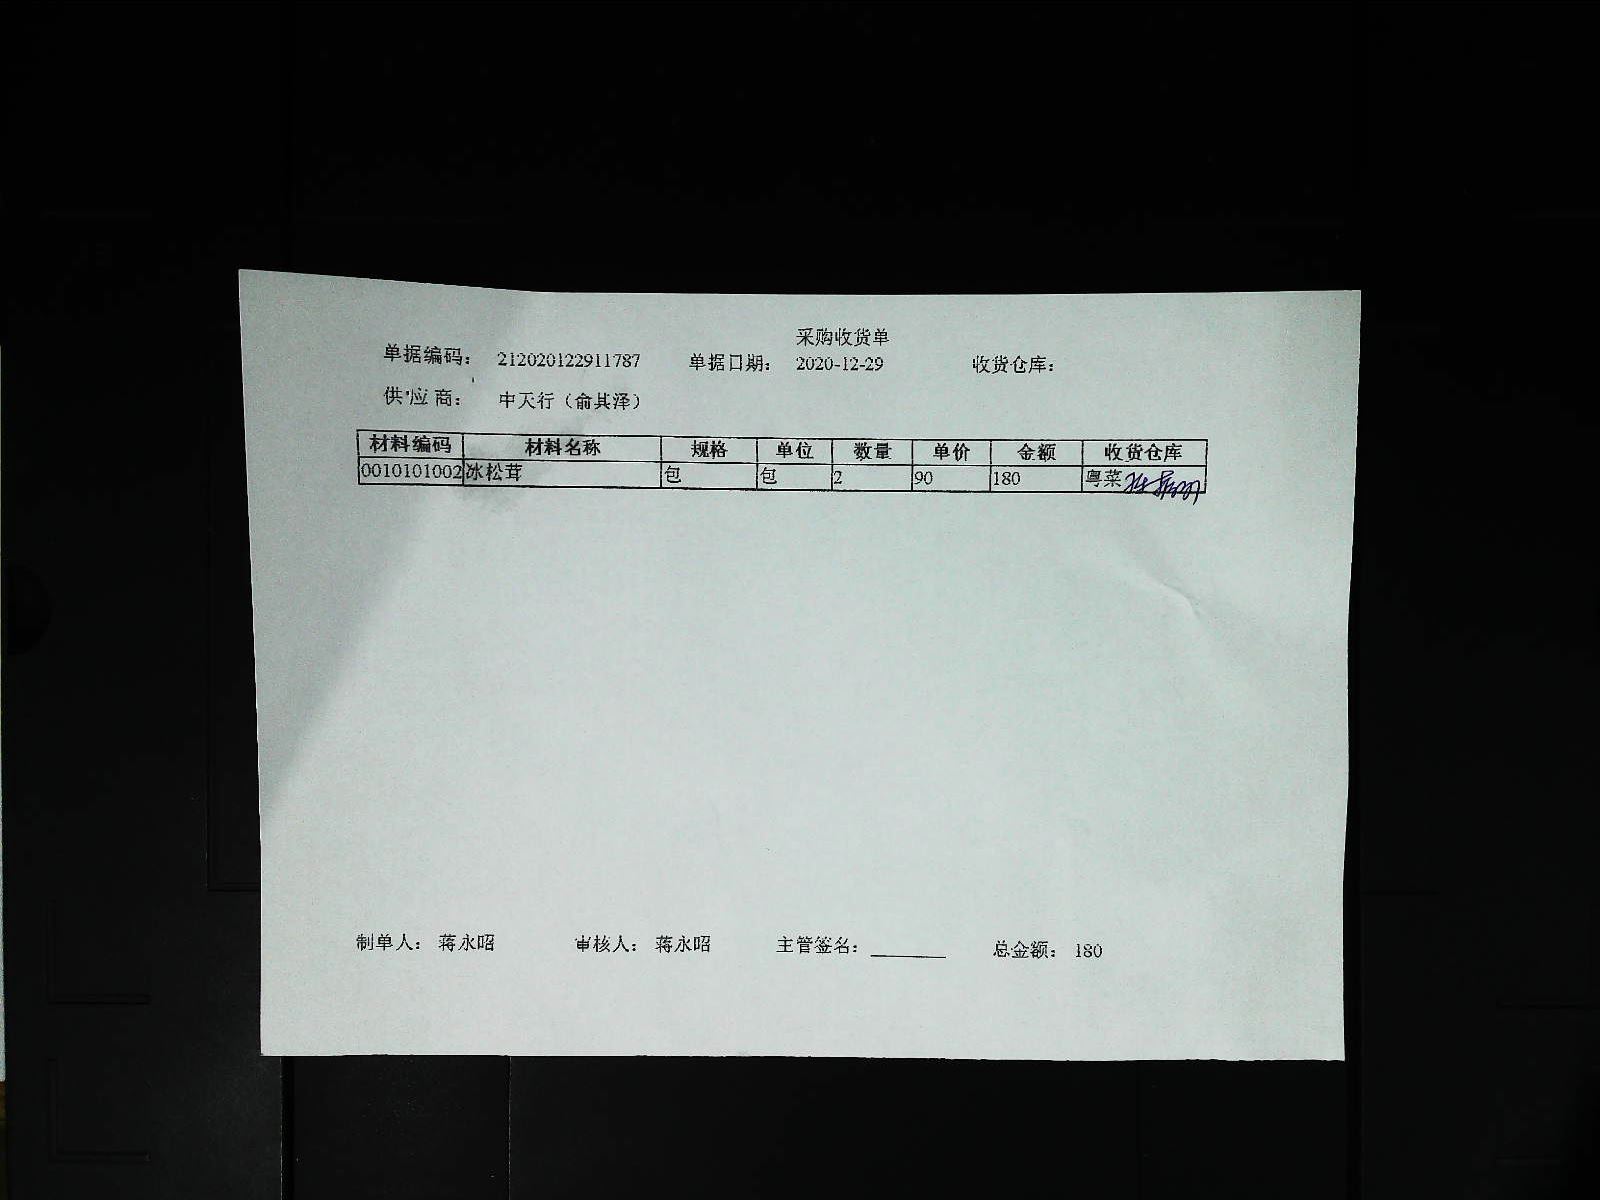 采购收货单
单据编码： 212020122911787 单据日期： 2020-12-29 收货仓库：
供应商： 中天行（俞其泽）
材料编码 材料名称 规格 单位 数量 单价 金额 收货仓库
0010101002 冰松茸 包 包 2 90 180 粤菜
制单人： 蒋永昭 审核人： 蒋永昭 主管签名： 总金额： 180